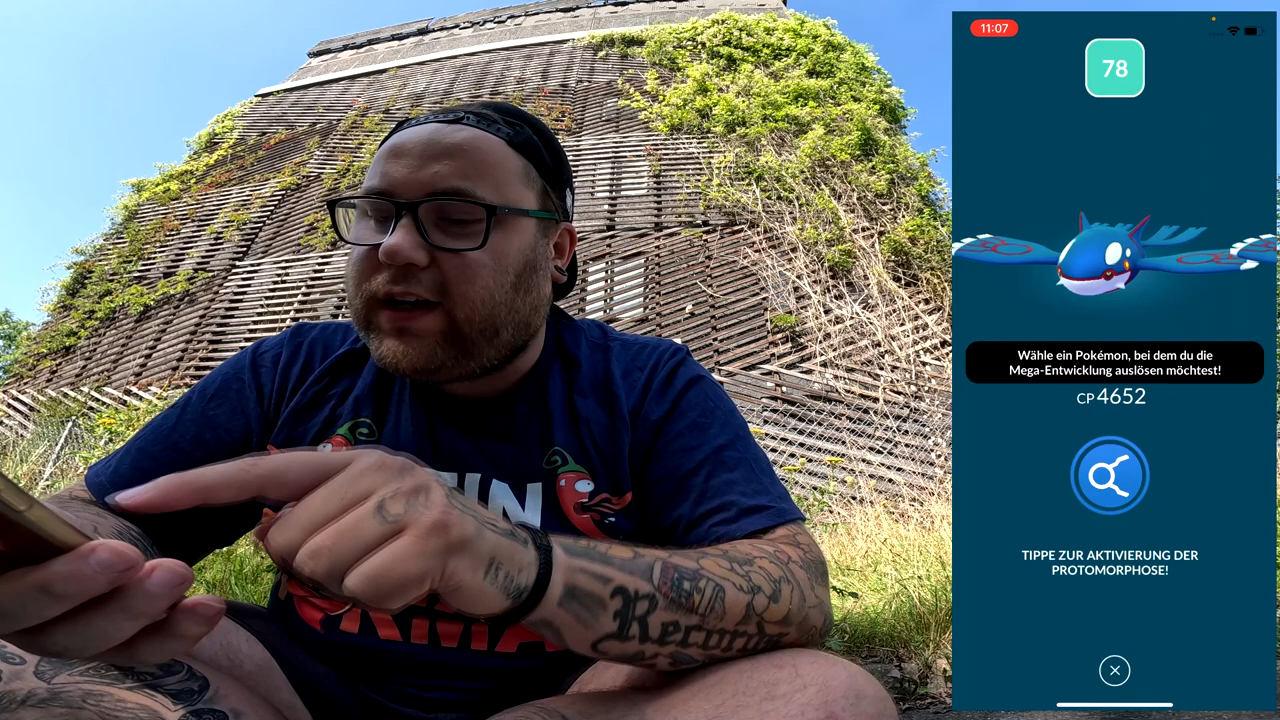 11:07
78
Wähle ein Pokémon, bei dem du die
Mega-Entwicklung auslösen möchtest!
CP 4652
TIPPE ZUR AKTIVIERUNG DER
PROTOMORPHOSE!
Records